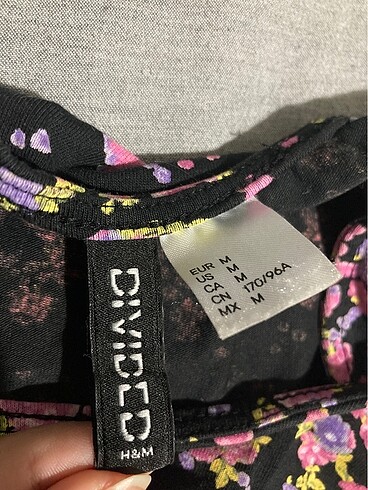 DIVIDED
H&M
EUR M
US M
CA M
CN 170/96A
MX M